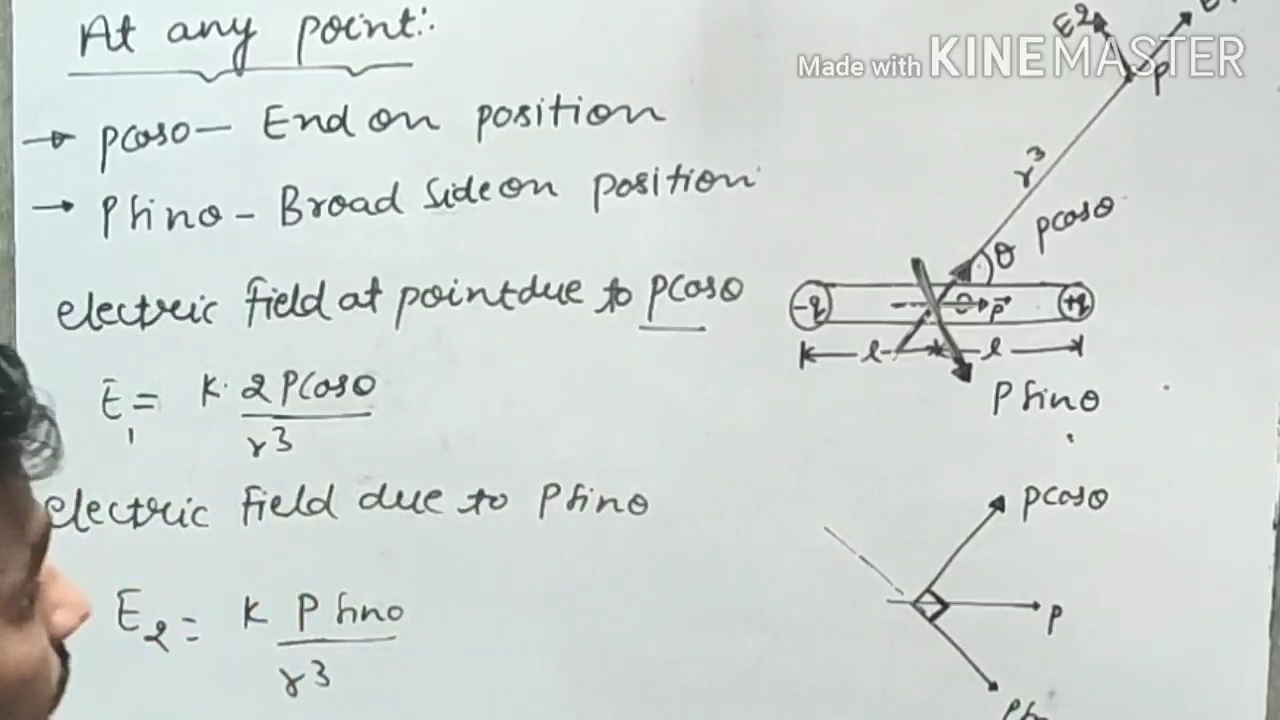 At any point:
Made with KINEMASTER
→ pcosθ - End on position
→ Psinθ - Broad Side on position
electric field at point due to pcosθ
E1 = K. 2Pcosθ / r3
electric field due to Psinθ
E2 = K Psinθ / r3
E2
P
r3
pcosθ
θ
-q
P
+q
l
l
Psinθ
pcosθ
P